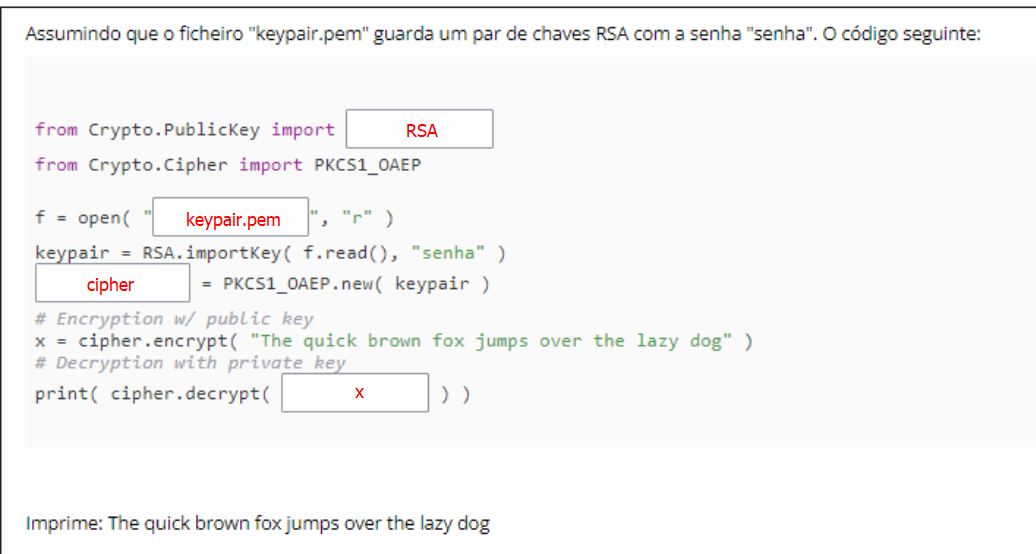 Assumindo que o ficheiro "keypair.pem" guarda um par de chaves RSA com a senha "senha". O código seguinte:
from Crypto.PublicKey import RSA
from Crypto.Cipher import PKCS1_OAEP
f = open( "keypair.pem", "r" )
keypair = RSA.importKey( f.read(), "senha" )
cipher = PKCS1_OAEP.new( keypair )
# Encryption w/ public key
x = cipher.encrypt( "The quick brown fox jumps over the lazy dog" )
# Decryption with private key
print( cipher.decrypt( x ) )
Imprime: The quick brown fox jumps over the lazy dog